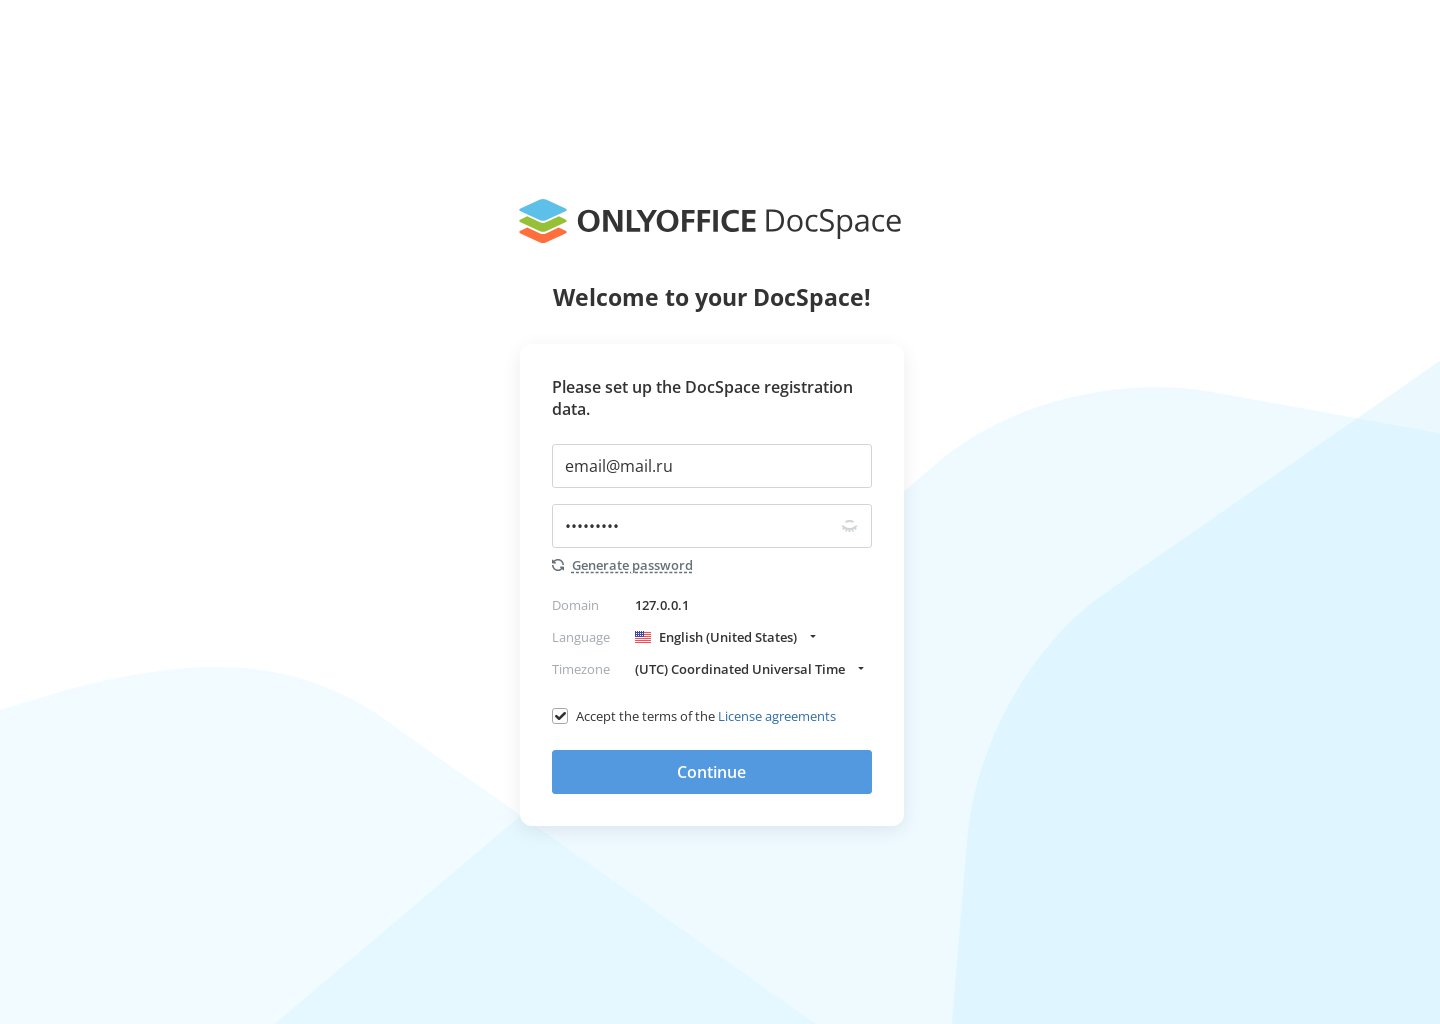 ONLYOFFICE DocSpace
Welcome to your DocSpace!
Please set up the DocSpace registration
data.
email@mail.ru
•••••••••
Generate password
Domain 127.0.0.1
Language English (United States)
Timezone (UTC) Coordinated Universal Time
Accept the terms of the License agreements
Continue